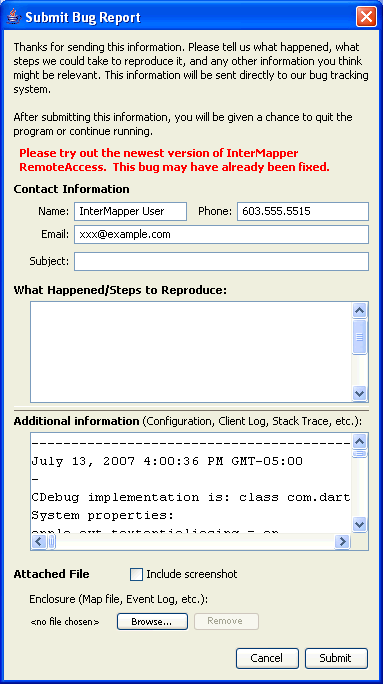 Submit Bug Report
Thanks for sending this information. Please tell us what happened, what
steps we could take to reproduce it, and any other information you think
might be relevant. This information will be sent directly to our bug tracking
system.
After submitting this information, you will be given a chance to quit the
program or continue running.
Please try out the newest version of InterMapper
RemoteAccess. This bug may have already been fixed.
Contact Information
Name: InterMapper User Phone: 603.555.5515
Email: xxx@example.com
Subject:
What Happened/Steps to Reproduce:
Additional information (Configuration, Client Log, Stack Trace, etc.):
--------------------------------
July 13, 2007 4:00:36 PM GMT-05:00
-
CDebug implementation is: class com.dart
System properties:
Attached File Include screenshot
Enclosure (Map file, Event Log, etc.):
<no file chosen> Browse... Remove
Cancel Submit